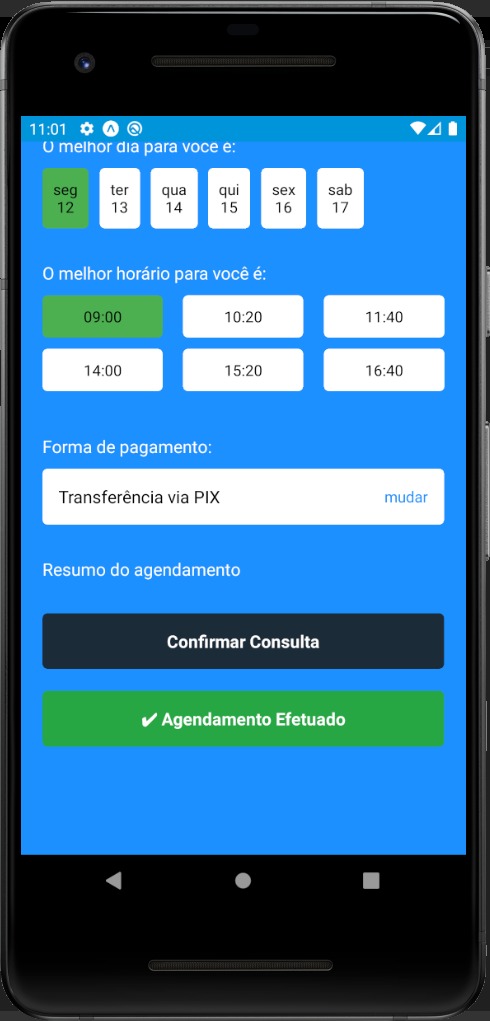 11:01
O melhor dia para você é:
seg ter qua qui sex sab
12 13 14 15 16 17
O melhor horário para você é:
09:00 10:20 11:40
14:00 15:20 16:40
Forma de pagamento:
Transferência via PIX mudar
Resumo do agendamento
Confirmar Consulta
✔ Agendamento Efetuado